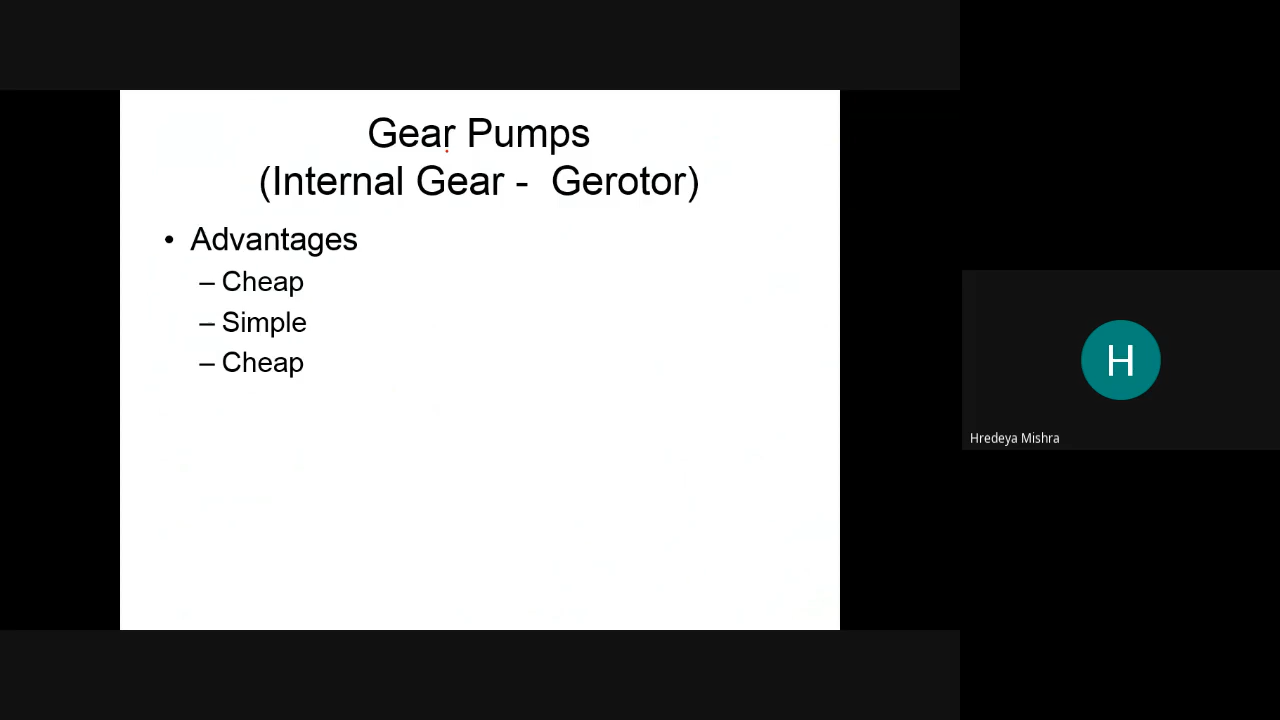 Gear Pumps
(Internal Gear -  Gerotor)
• Advantages
– Cheap
– Simple
– Cheap
H
Hredeya Mishra